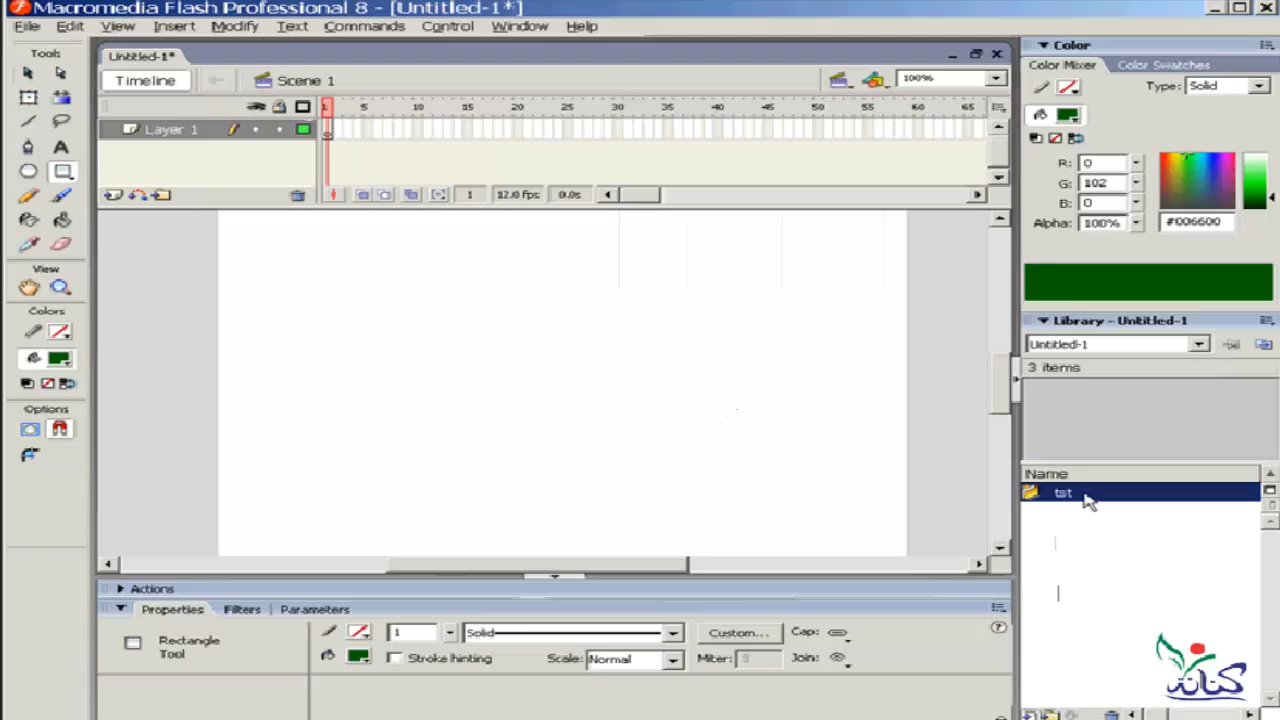 Macromedia Flash Professional 8 - [Untitled-1*]
File Edit View Insert Modify Text Commands Control Window Help
Tools
Untitled-1*
Timeline
Scene 1
100%
1 5 10 15 20 25 30 35 40 45 50 55 60 65
Layer 1
1 12.0 fps 0.0s
View
Colors
Options
Color
Color Mixer Color Swatches
Type: Solid
R: 0
G: 102
B: 0
Alpha: 100% #006600
Library - Untitled-1
Untitled-1
3 items
Name
tst
Actions
Properties Filters Parameters
Rectangle
Tool
1 Solid Custom... Cap:
Stroke hinting Scale: Normal Miter: 3 Join:
كنانة